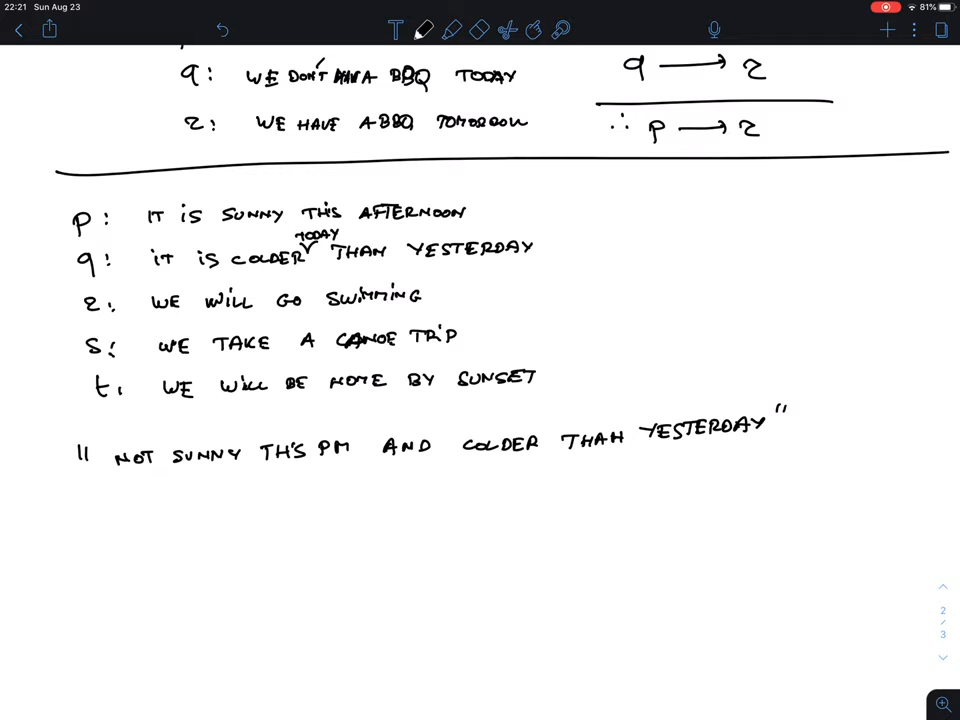 22:21 Sun Aug 23 81%
q: WE DON'T A BBQ TODAY q → r
r: WE HAVE A BBQ TOMORROW ∴ p → r
p: IT IS SUNNY THIS AFTERNOON
TODAY
q: IT IS COLDER THAN YESTERDAY
r: WE WILL GO SWIMMING
S: WE TAKE A CANOE TRIP
t: WE WILL BE HOME BY SUNSET
"NOT SUNNY THIS PM AND COLDER THAN YESTERDAY"
2
/
3